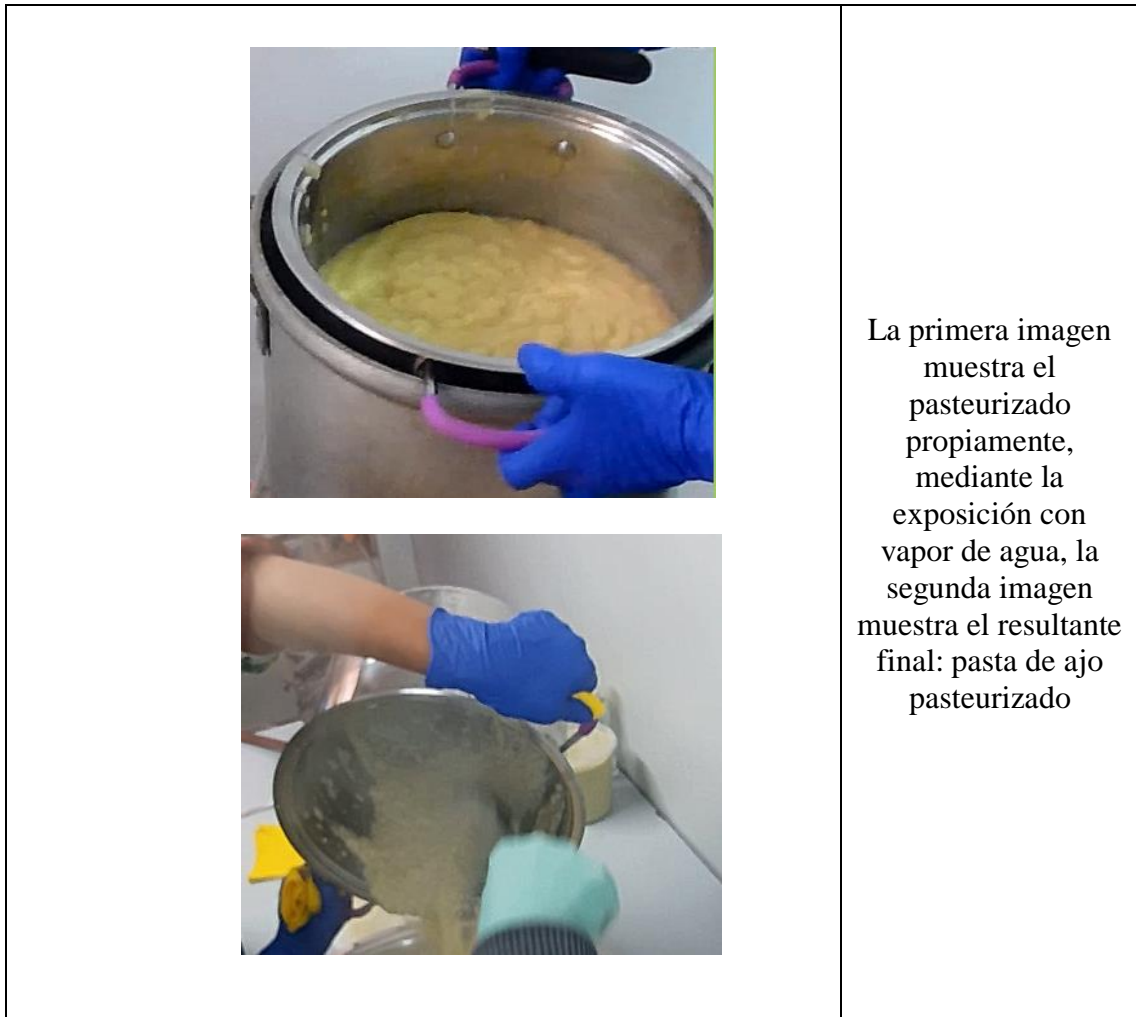 La primera imagen
muestra el
pasteurizado
propiamente,
mediante la
exposición con
vapor de agua, la
segunda imagen
muestra el resultante
final: pasta de ajo
pasteurizado